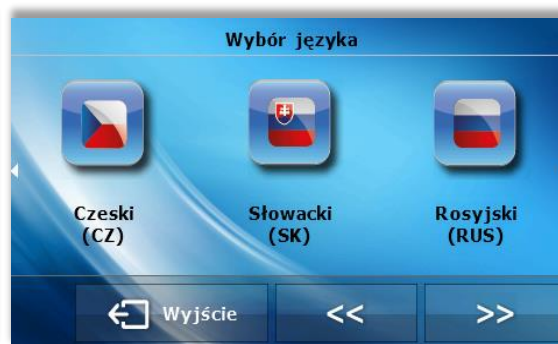 Wybór języka
Czeski
(CZ)
Słowacki
(SK)
Rosyjski
(RUS)
Wyjście
<<
>>